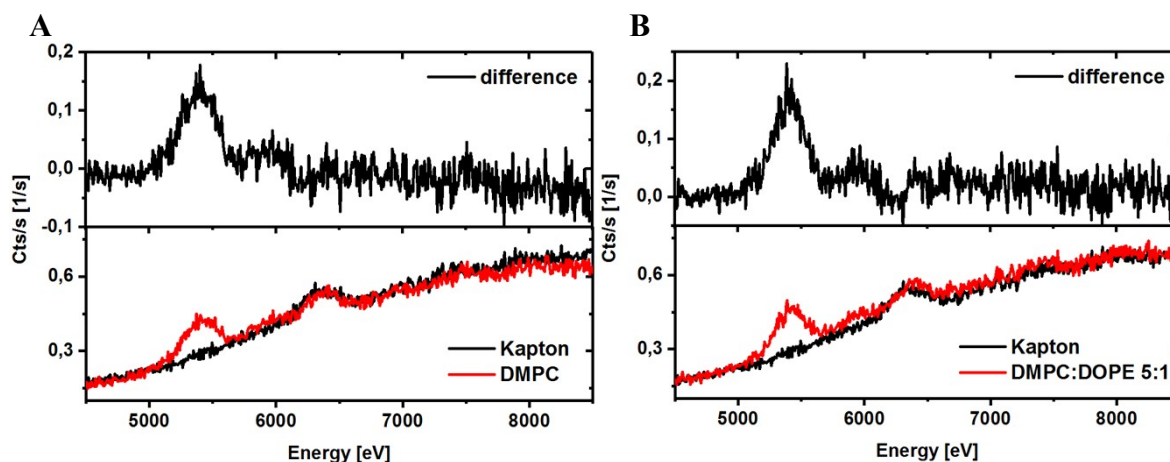 A
0,2
0,1
0,0
-0,1
0,6
0,3
difference
Kapton
DMPC
Cts/s [1/s]
5000 6000 7000 8000
Energy [eV]
B
0,2
0,1
0,0
0,6
0,3
difference
Kapton
DMPC:DOPE 5:1
Cts/s [1/s]
5000 6000 7000 8000
Energy [eV]